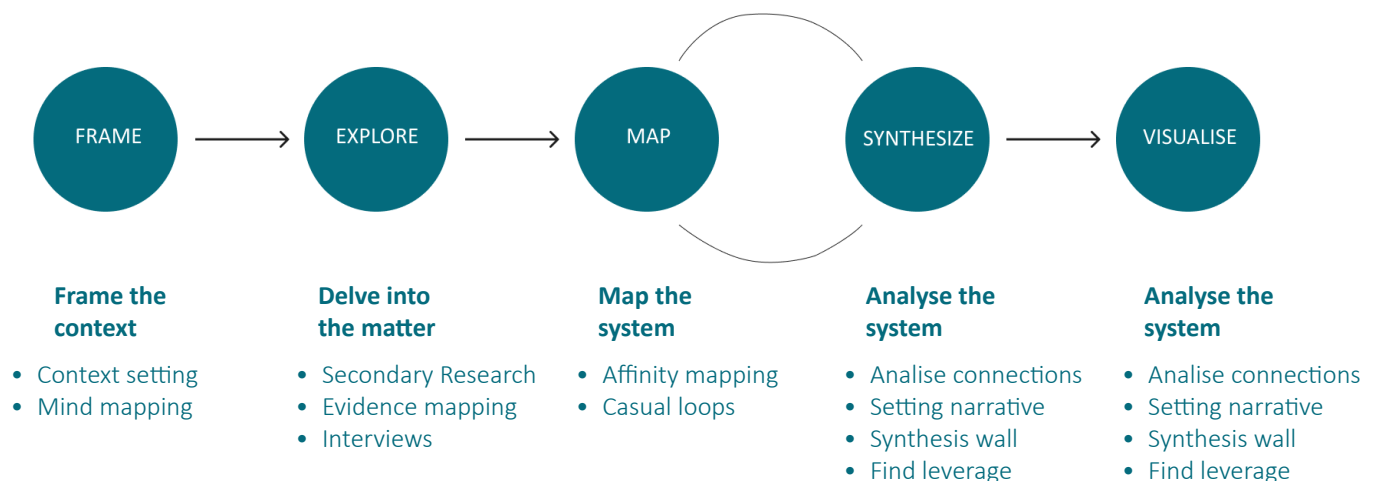 FRAME
EXPLORE
MAP
SYNTHESIZE
VISUALISE
Frame the
context
• Context setting
• Mind mapping
Delve into
the matter
• Secondary Research
• Evidence mapping
• Interviews
Map the
system
• Affinity mapping
• Casual loops
Analyse the
system
• Analise connections
• Setting narrative
• Synthesis wall
• Find leverage
Analyse the
system
• Analise connections
• Setting narrative
• Synthesis wall
• Find leverage